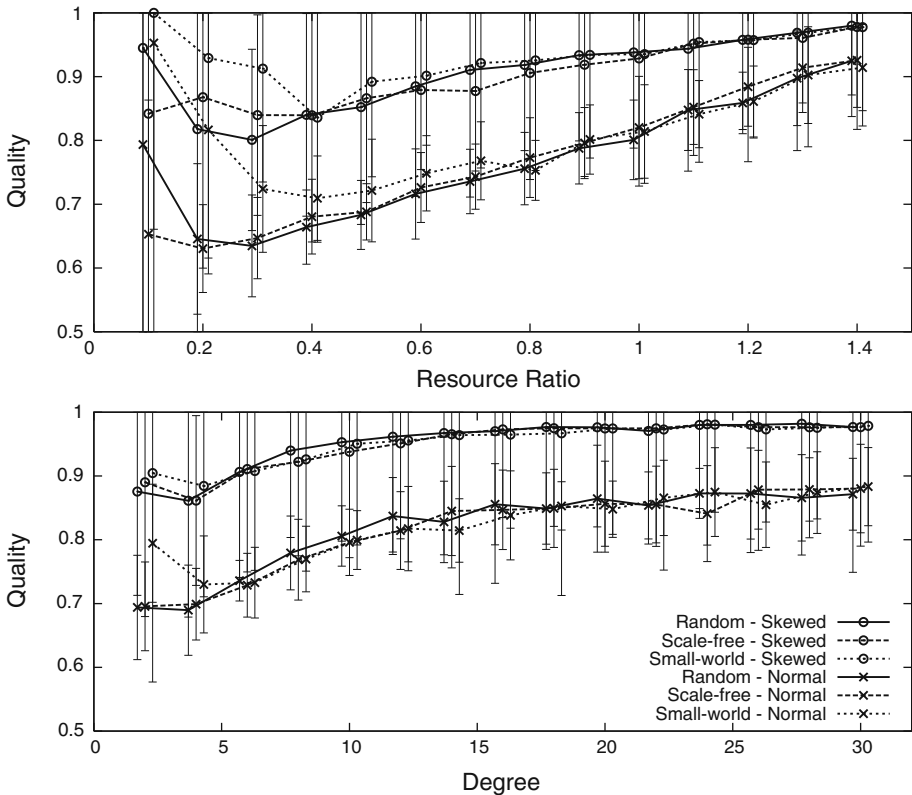 1
0.9
0.8
0.7
0.6
0.5
Quality
0 0.2 0.4 0.6 0.8 1 1.2 1.4
Resource Ratio
1
0.9
0.8
0.7
0.6
0.5
Quality
Random - Skewed
Scale-free - Skewed
Small-world - Skewed
Random - Normal
Scale-free - Normal
Small-world - Normal
0 5 10 15 20 25 30
Degree